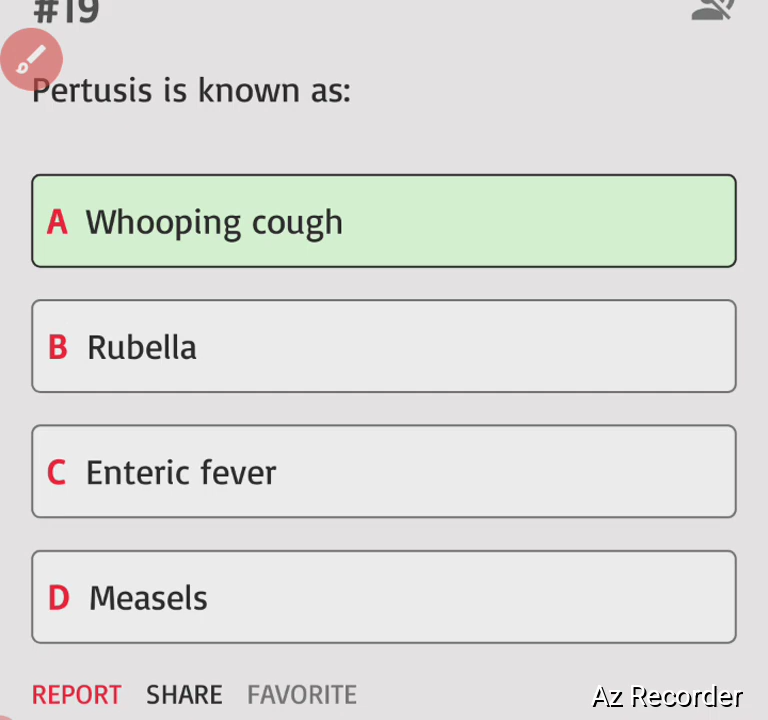 #19
Pertusis is known as:
A Whooping cough
B Rubella
C Enteric fever
D Measels
REPORT SHARE FAVORITE
Az Recorder